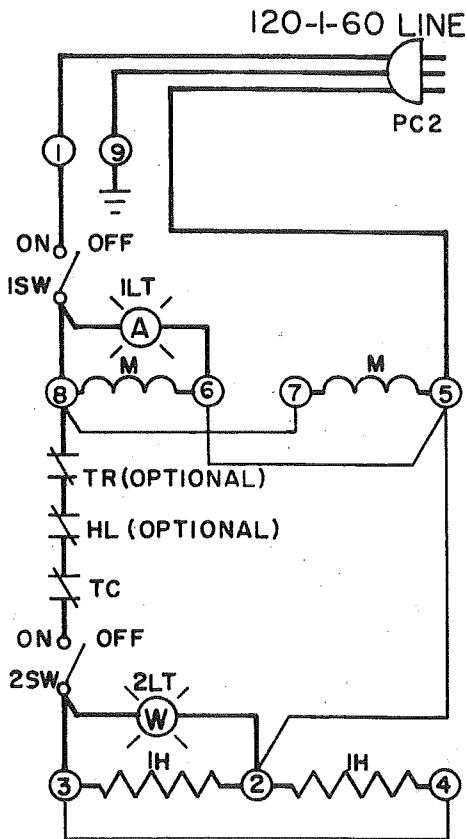 120-1-60 LINE
PC2
1 9
ON OFF
1SW
1LT
A
M M
8 6 7 5
TR (OPTIONAL)
HL (OPTIONAL)
TC
ON OFF
2SW 2LT
W
1H 1H
3 2 4